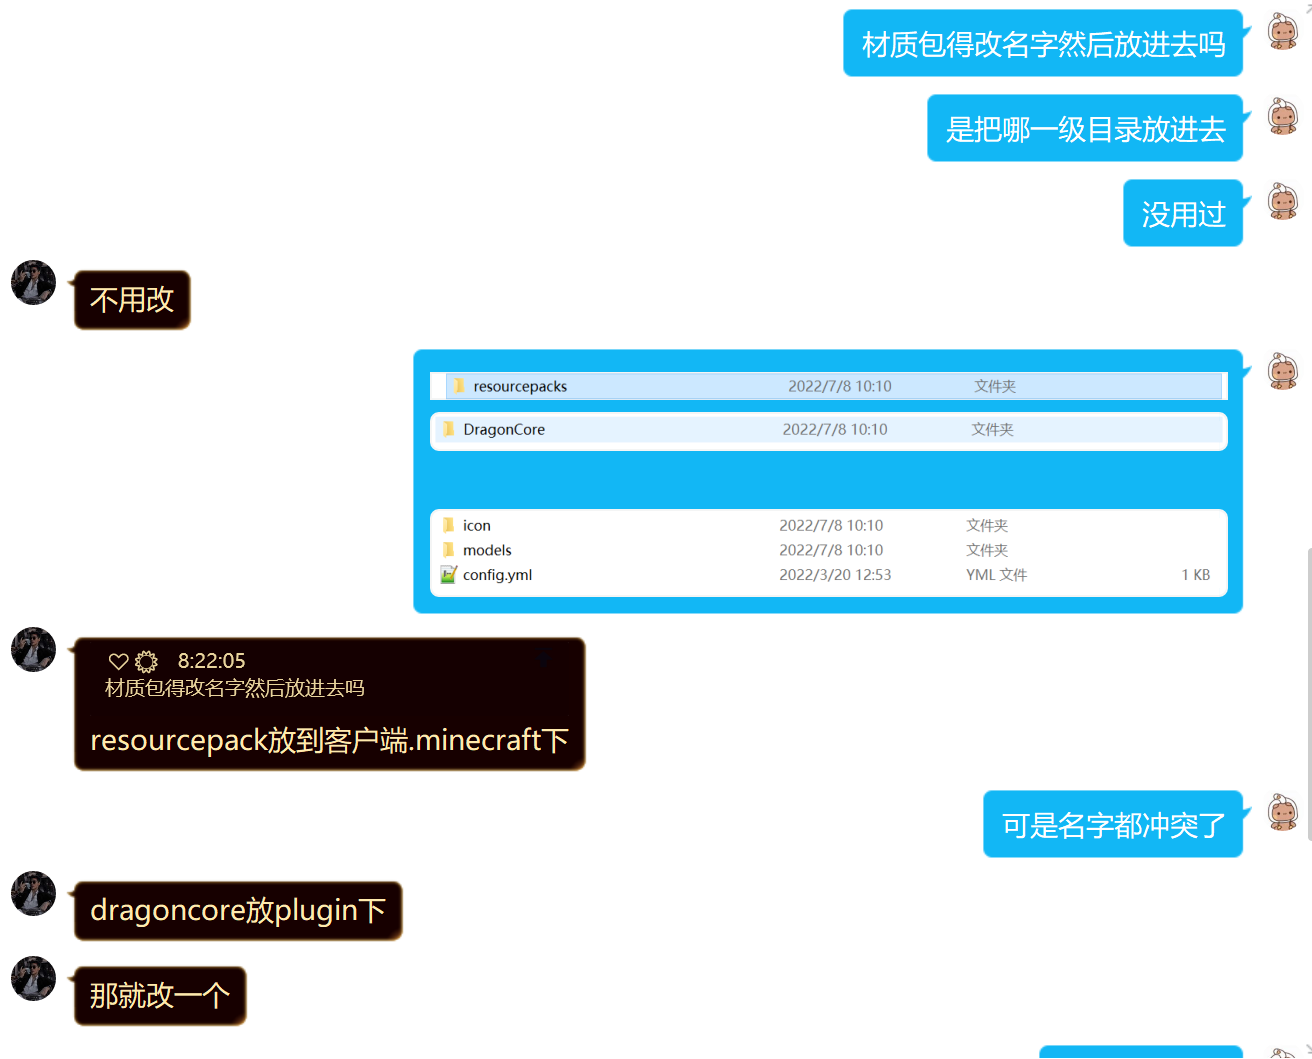 材质包得改名字然后放进去吗
是把哪一级目录放进去
没用过
不用改
resourcepacks 2022/7/8 10:10 文件夹
DragonCore 2022/7/8 10:10 文件夹
icon 2022/7/8 10:10 文件夹
models 2022/7/8 10:10 文件夹
config.yml 2022/3/20 12:53 YML 文件 1 KB
8:22:05
材质包得改名字然后放进去吗
resourcepack放到客户端.minecraft下
可是名字都冲突了
dragoncore放plugin下
那就改一个